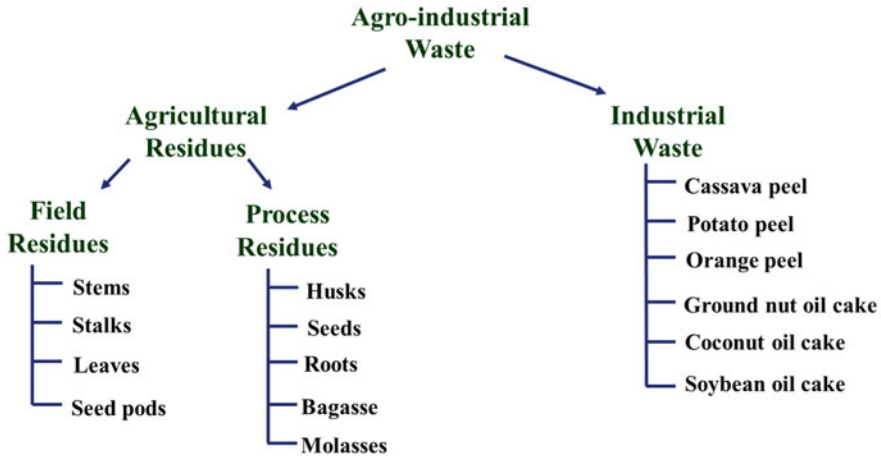 Agro-industrial
Waste
Agricultural
Residues
Industrial
Waste
Field
Residues
Stems
Stalks
Leaves
Seed pods
Process
Residues
Husks
Seeds
Roots
Bagasse
Molasses
Cassava peel
Potato peel
Orange peel
Ground nut oil cake
Coconut oil cake
Soybean oil cake